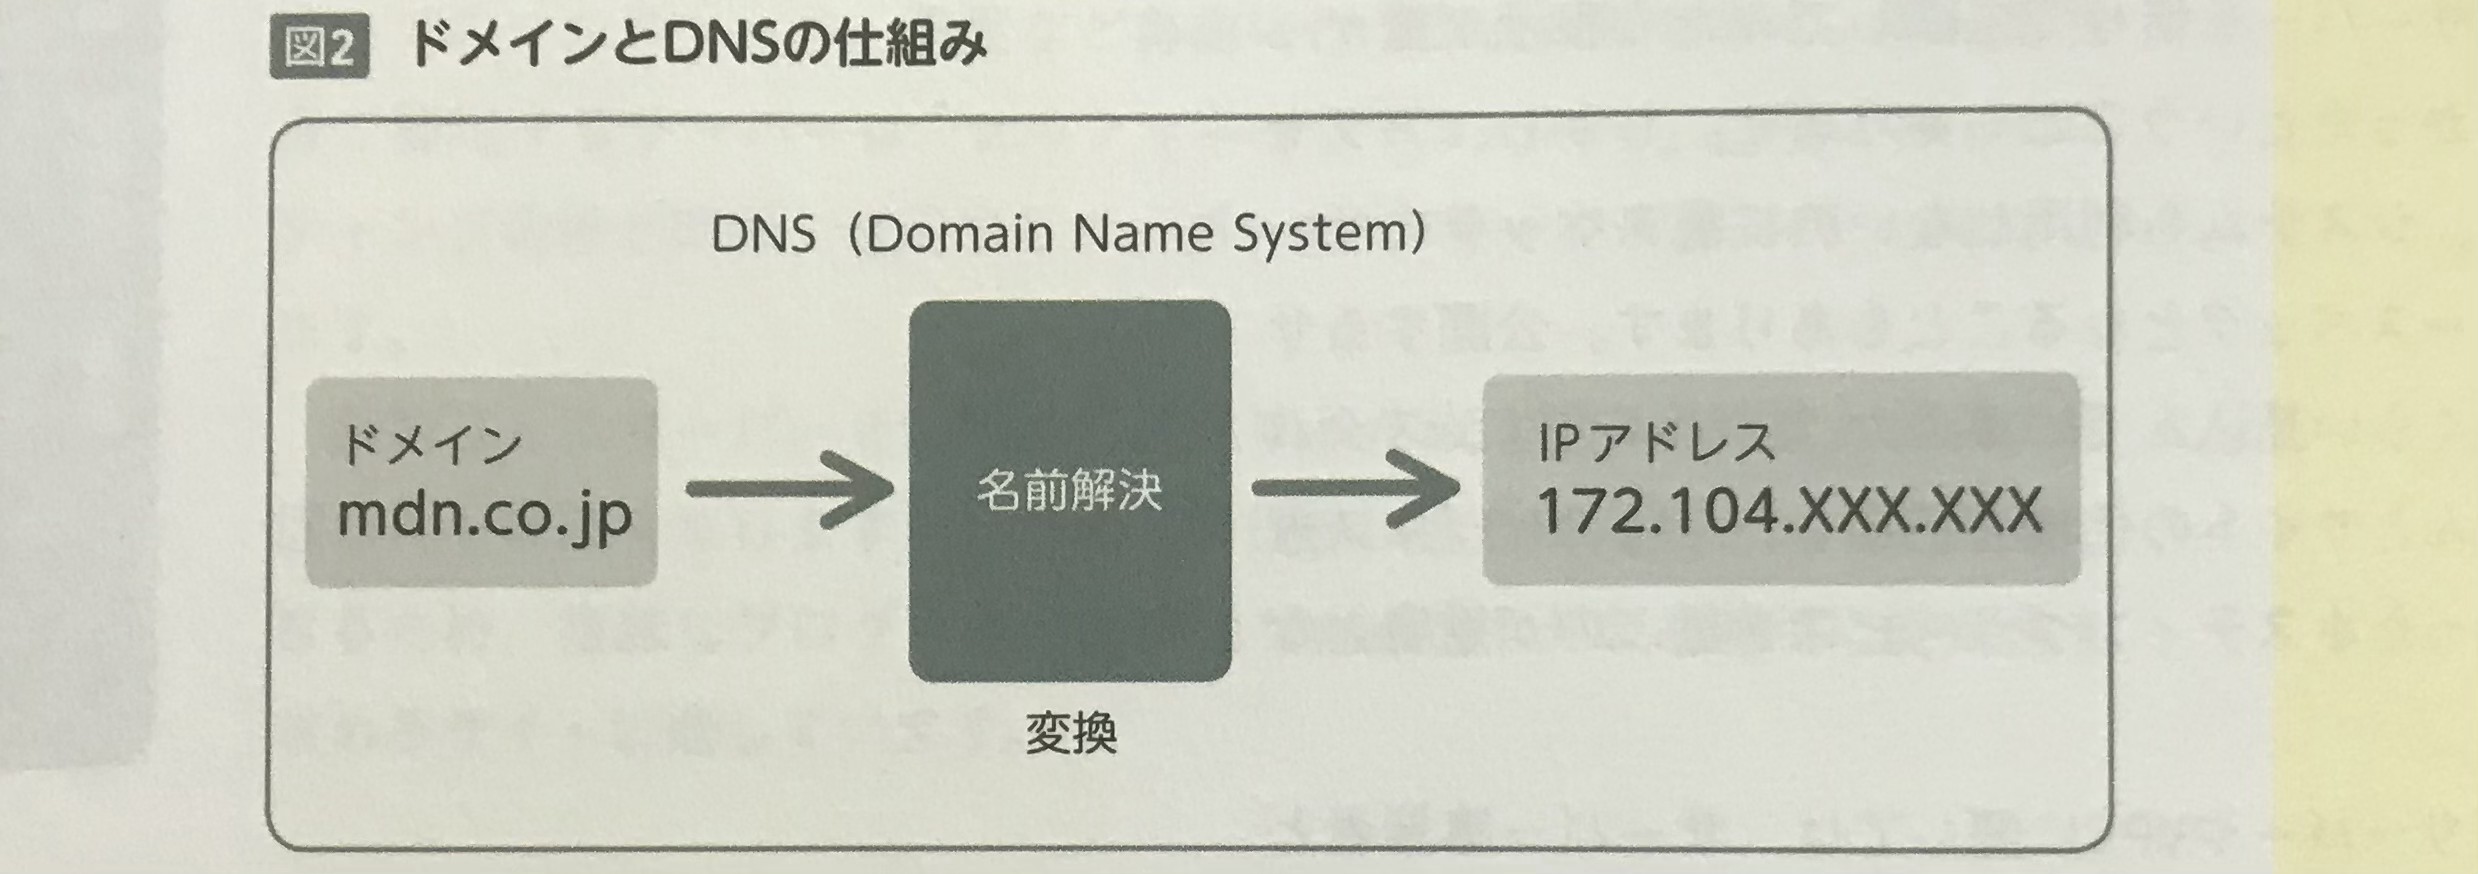 図2 ドメインとDNSの仕組み
DNS（Domain Name System）
ドメイン
mdn.co.jp
名前解決
変換
IPアドレス
172.104.XXX.XXX